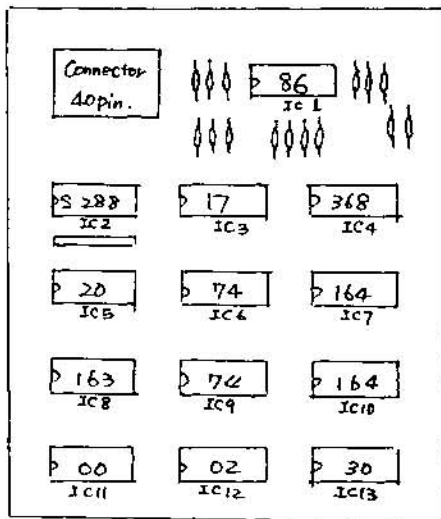 Connector
40pin.
86
IC1
S 288
IC2
17
IC3
368
IC4
20
IC5
74
IC6
164
IC7
163
IC8
74
IC9
164
IC10
00
IC11
02
IC12
30
IC13